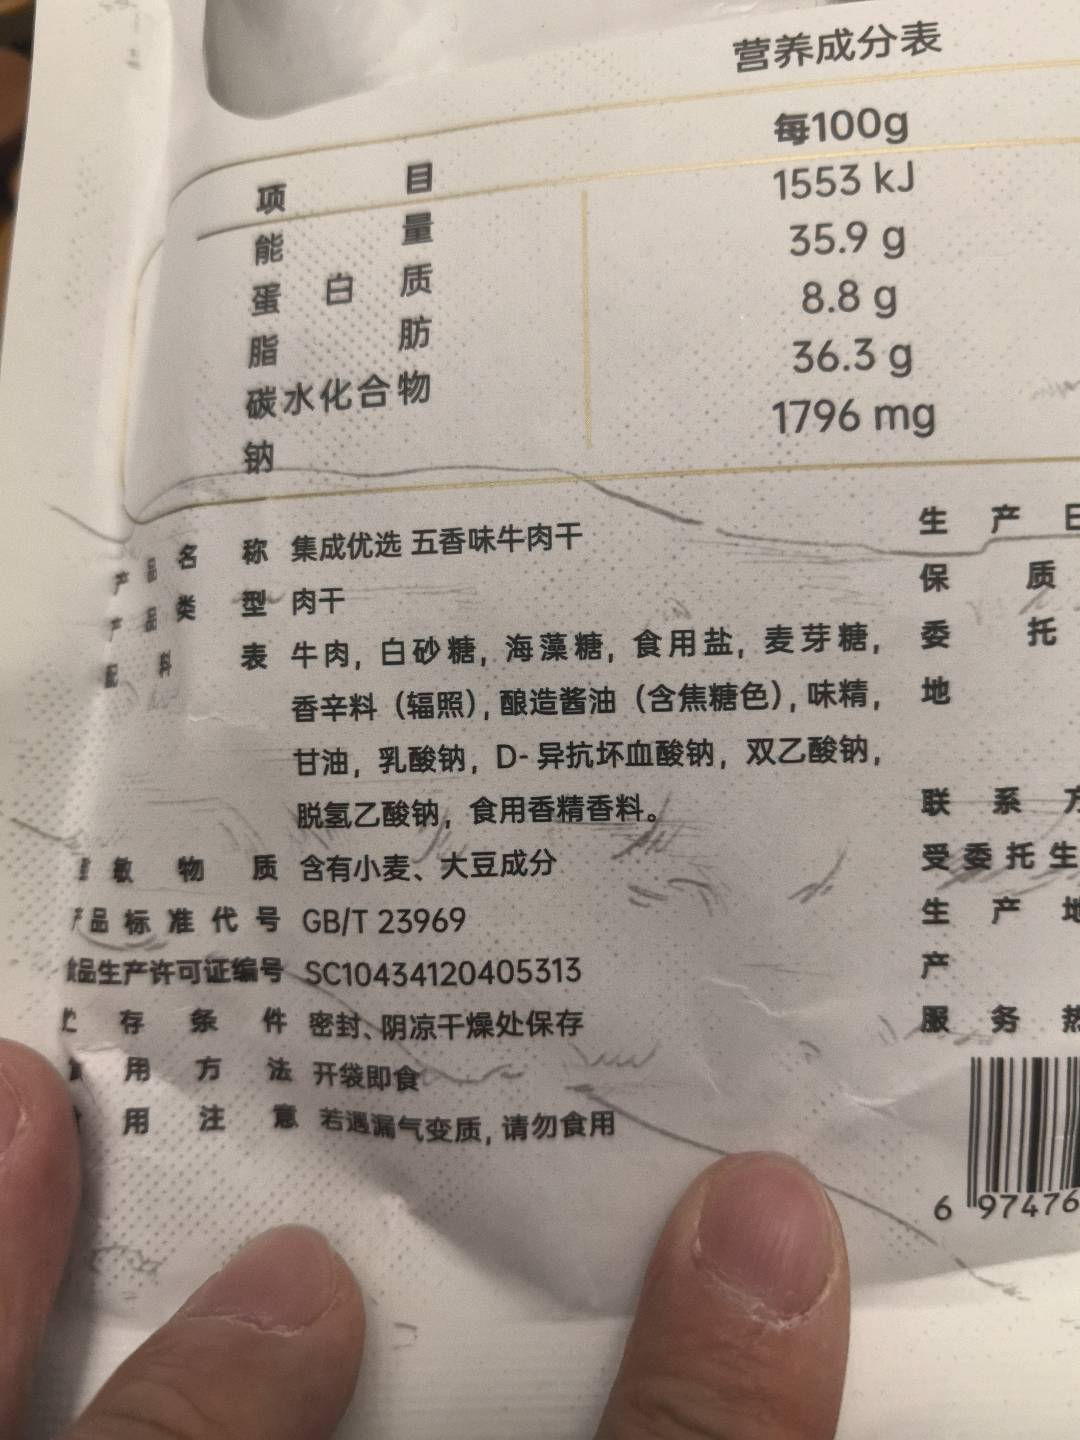 营养成分表
项目 每100g
能量 1553 kJ
蛋白质 35.9 g
脂肪 8.8 g
碳水化合物 36.3 g
钠 1796 mg
产品名称 集成优选 五香味牛肉干
产品类型 肉干
配料表 牛肉, 白砂糖, 海藻糖, 食用盐, 麦芽糖,
香辛料（辐照）, 酿造酱油（含焦糖色）, 味精,
甘油, 乳酸钠, D- 异抗坏血酸钠, 双乙酸钠,
脱氢乙酸钠, 食用香精香料。
敏物质 含有小麦、大豆成分
产品标准代号 GB/T 23969
食品生产许可证编号 SC10434120405313
存条件 密封、阴凉干燥处保存
用方法 开袋即食
用注意 若遇漏气变质, 请勿食用
生产日
保质
委托
地
联系方
受委托生
生产地
产
服务热
6 97476